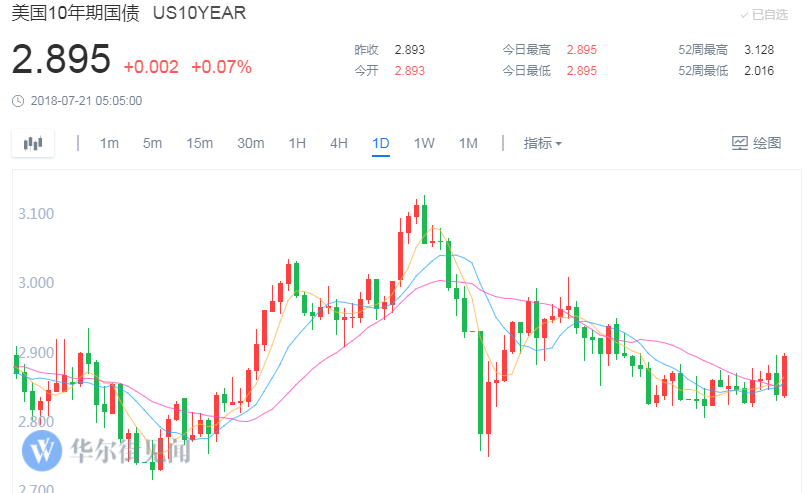 美国10年期国债 US10YEAR
已自选
2.895 +0.002 +0.07%
昨收 2.893 今日最高 2.895 52周最高 3.128
今开 2.893 今日最低 2.895 52周最低 2.016
2018-07-21 05:05:00
1m 5m 15m 30m 1H 4H 1D 1W 1M 指标 绘图
3.100
3.000
2.900
2.800
华尔街见闻
2.700